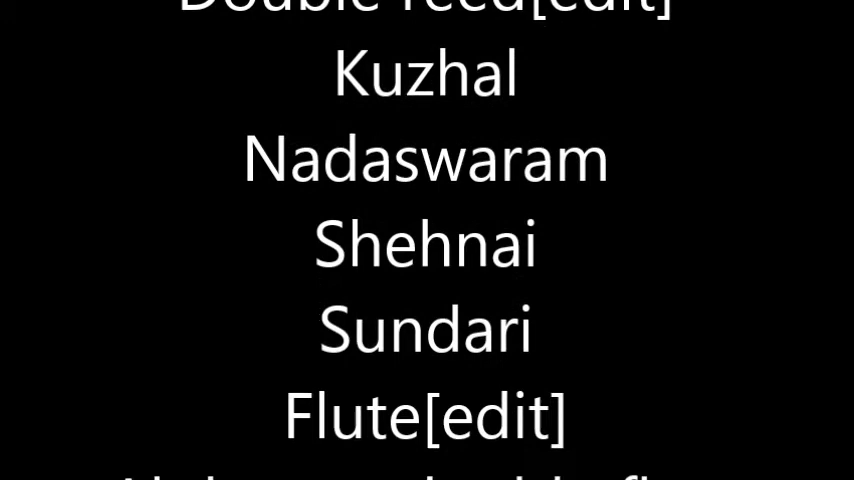 Double reed[edit]
Kuzhal
Nadaswaram
Shehnai
Sundari
Flute[edit]